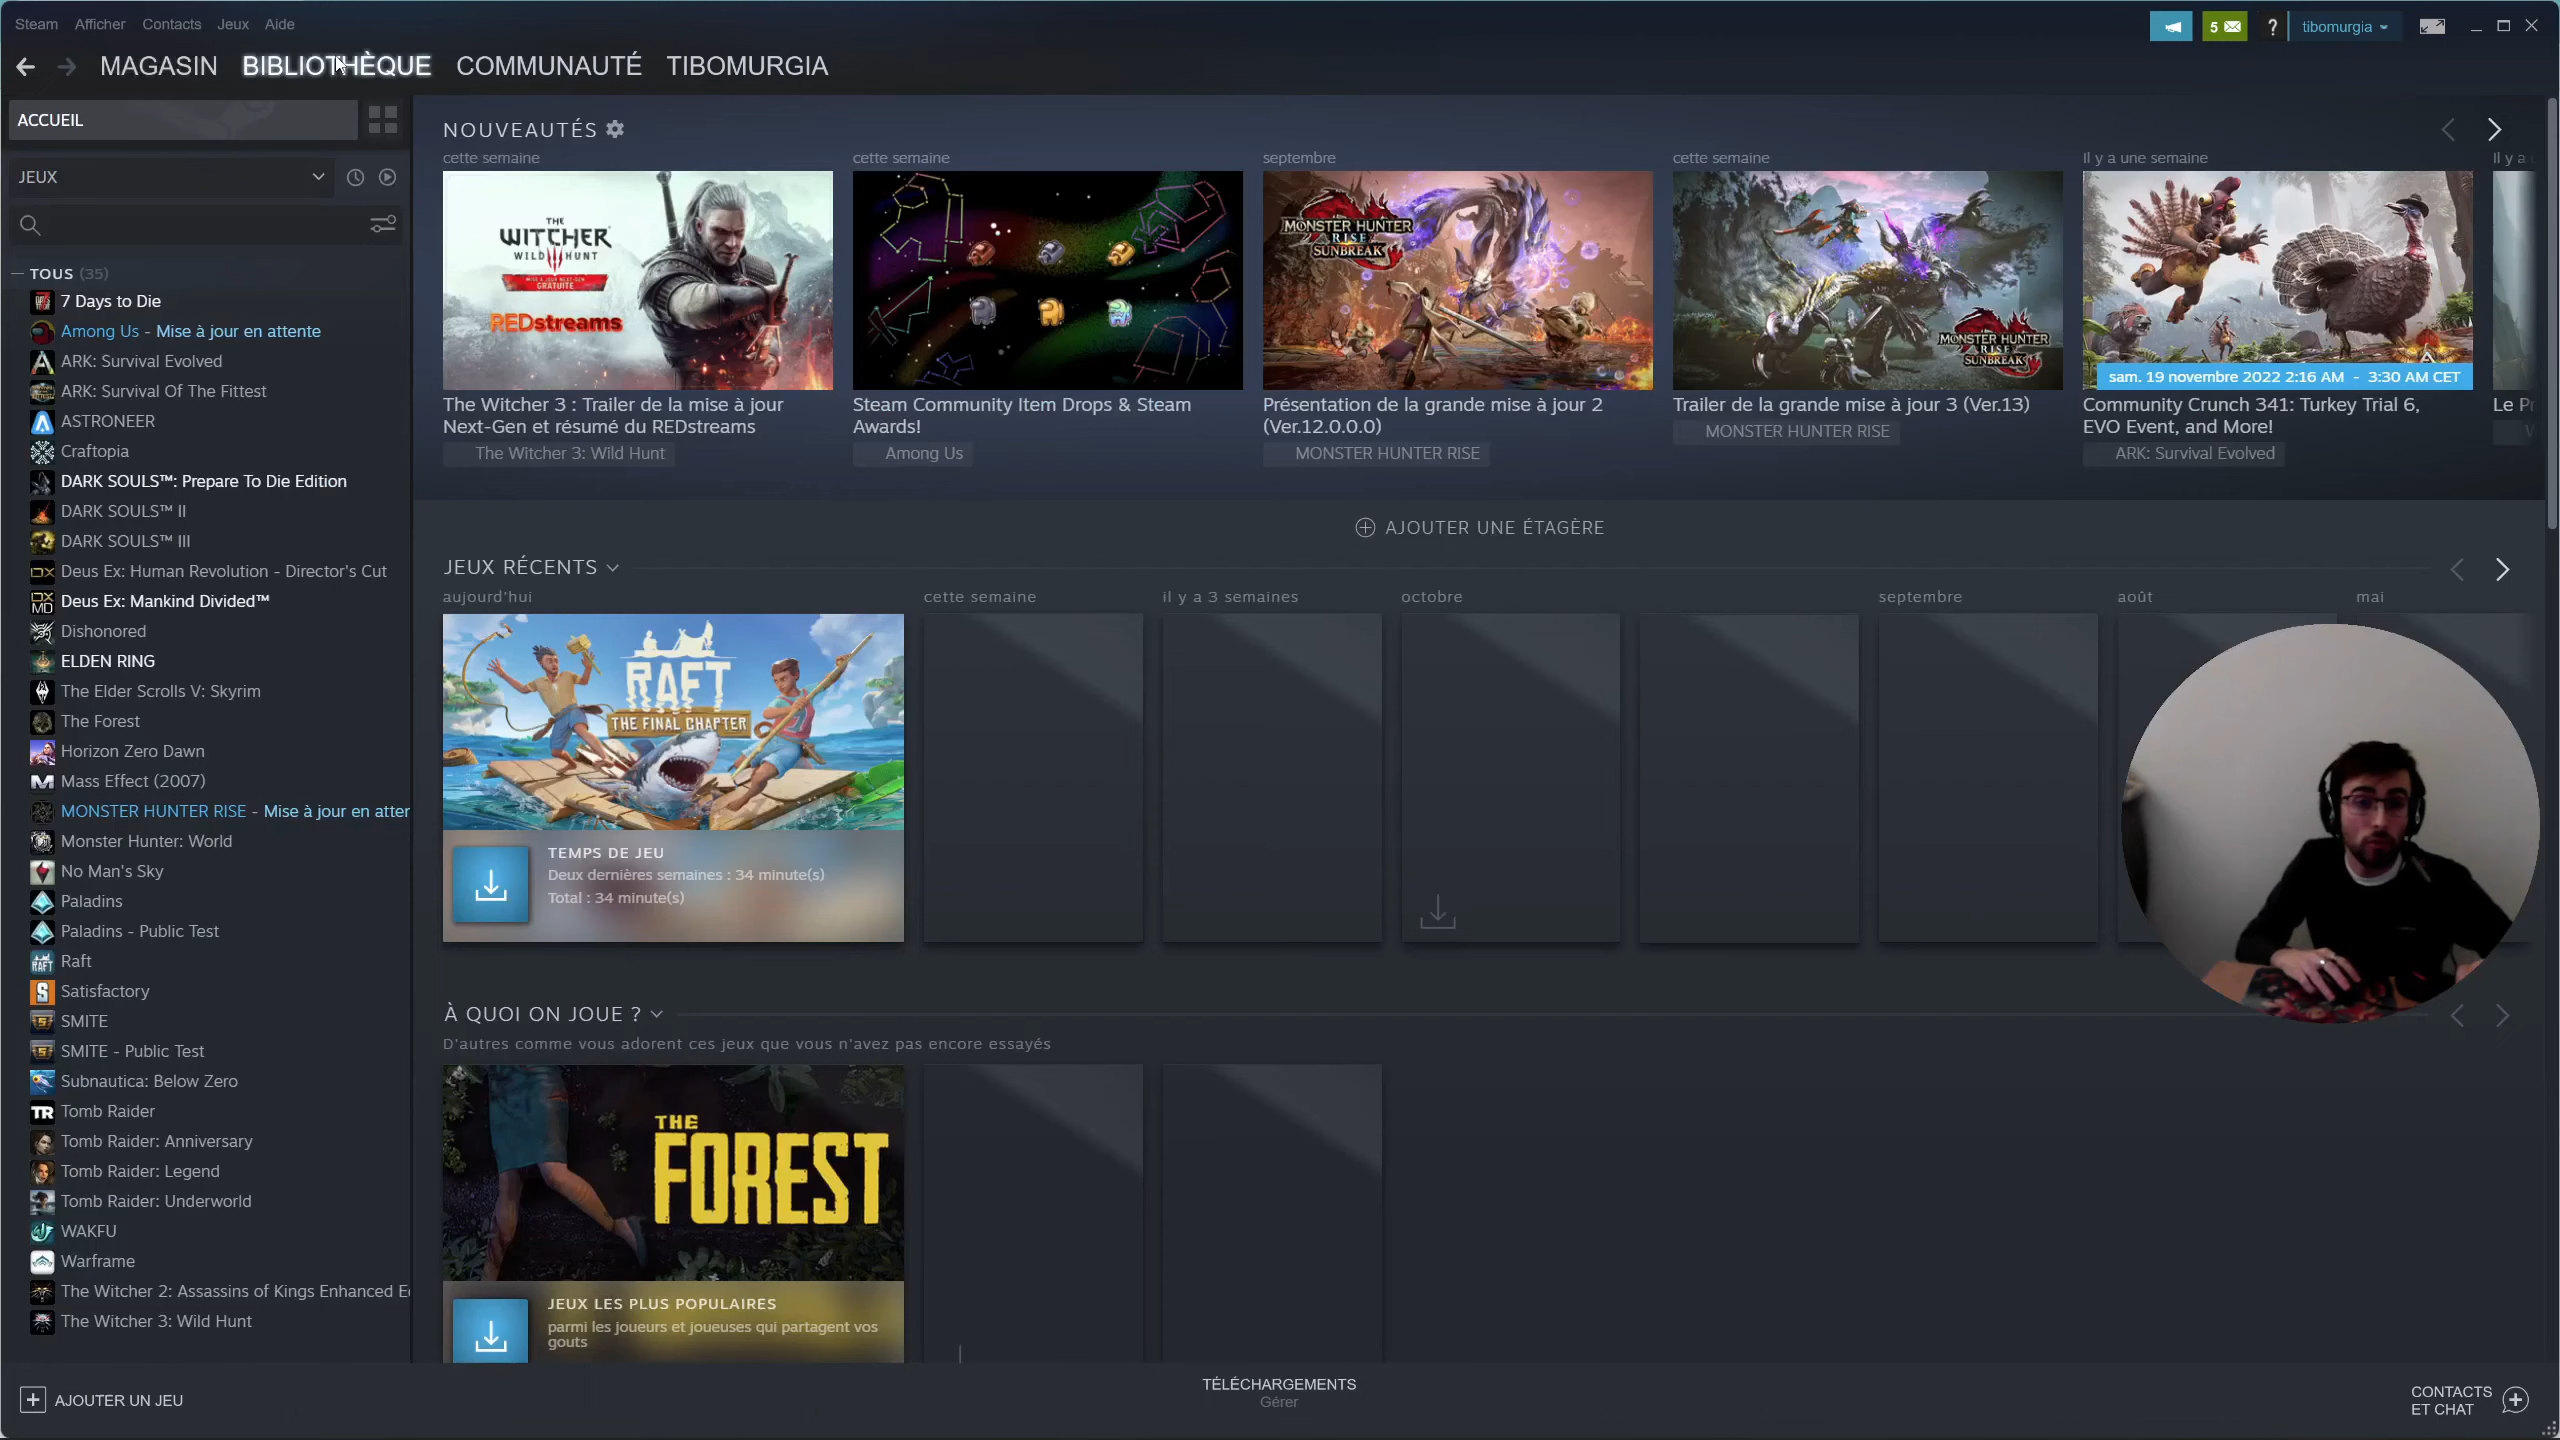 Steam Afficher Contacts Jeux Aide
5
?
tibomurgia
MAGASIN BIBLIOTHÈQUE COMMUNAUTÉ TIBOMURGIA
ACCUEIL
JEUX
TOUS (35)
7 Days to Die
Among Us - Mise à jour en attente
ARK: Survival Evolved
ARK: Survival Of The Fittest
ASTRONEER
Craftopia
DARK SOULS™: Prepare To Die Edition
DARK SOULS™ II
DARK SOULS™ III
Deus Ex: Human Revolution - Director's Cut
Deus Ex: Mankind Divided™
Dishonored
ELDEN RING
The Elder Scrolls V: Skyrim
The Forest
Horizon Zero Dawn
Mass Effect (2007)
MONSTER HUNTER RISE - Mise à jour en atter
Monster Hunter: World
No Man's Sky
Paladins
Paladins - Public Test
Raft
Satisfactory
SMITE
SMITE - Public Test
Subnautica: Below Zero
Tomb Raider
Tomb Raider: Anniversary
Tomb Raider: Legend
Tomb Raider: Underworld
WAKFU
Warframe
The Witcher 2: Assassins of Kings Enhanced E
The Witcher 3: Wild Hunt
AJOUTER UN JEU
NOUVEAUTÉS
cette semaine
THE
WITCHER
WILD HUNT
MISE À JOUR NEXT-GEN
GRATUITE
REDstreams
The Witcher 3 : Trailer de la mise à jour
Next-Gen et résumé du REDstreams
The Witcher 3: Wild Hunt
cette semaine
Steam Community Item Drops & Steam
Awards!
Among Us
septembre
MONSTER HUNTER
RISE
SUNBREAK
Présentation de la grande mise à jour 2
(Ver.12.0.0.0)
MONSTER HUNTER RISE
cette semaine
MONSTER HUNTER
RISE
SUNBREAK
Trailer de la grande mise à jour 3 (Ver.13)
MONSTER HUNTER RISE
Il y a une semaine
sam. 19 novembre 2022 2:16 AM - 3:30 AM CET
Community Crunch 341: Turkey Trial 6,
EVO Event, and More!
ARK: Survival Evolved
Il y a
Le P
AJOUTER UNE ÉTAGÈRE
JEUX RÉCENTS
aujourd'hui
cette semaine
il y a 3 semaines
octobre
septembre
août
mai
RAFT
THE FINAL CHAPTER
TEMPS DE JEU
Deux dernières semaines : 34 minute(s)
Total : 34 minute(s)
À QUOI ON JOUE ?
D'autres comme vous adorent ces jeux que vous n'avez pas encore essayés
THE
FOREST
JEUX LES PLUS POPULAIRES
parmi les joueurs et joueuses qui partagent vos
gouts
TÉLÉCHARGEMENTS
Gérer
CONTACTS
ET CHAT